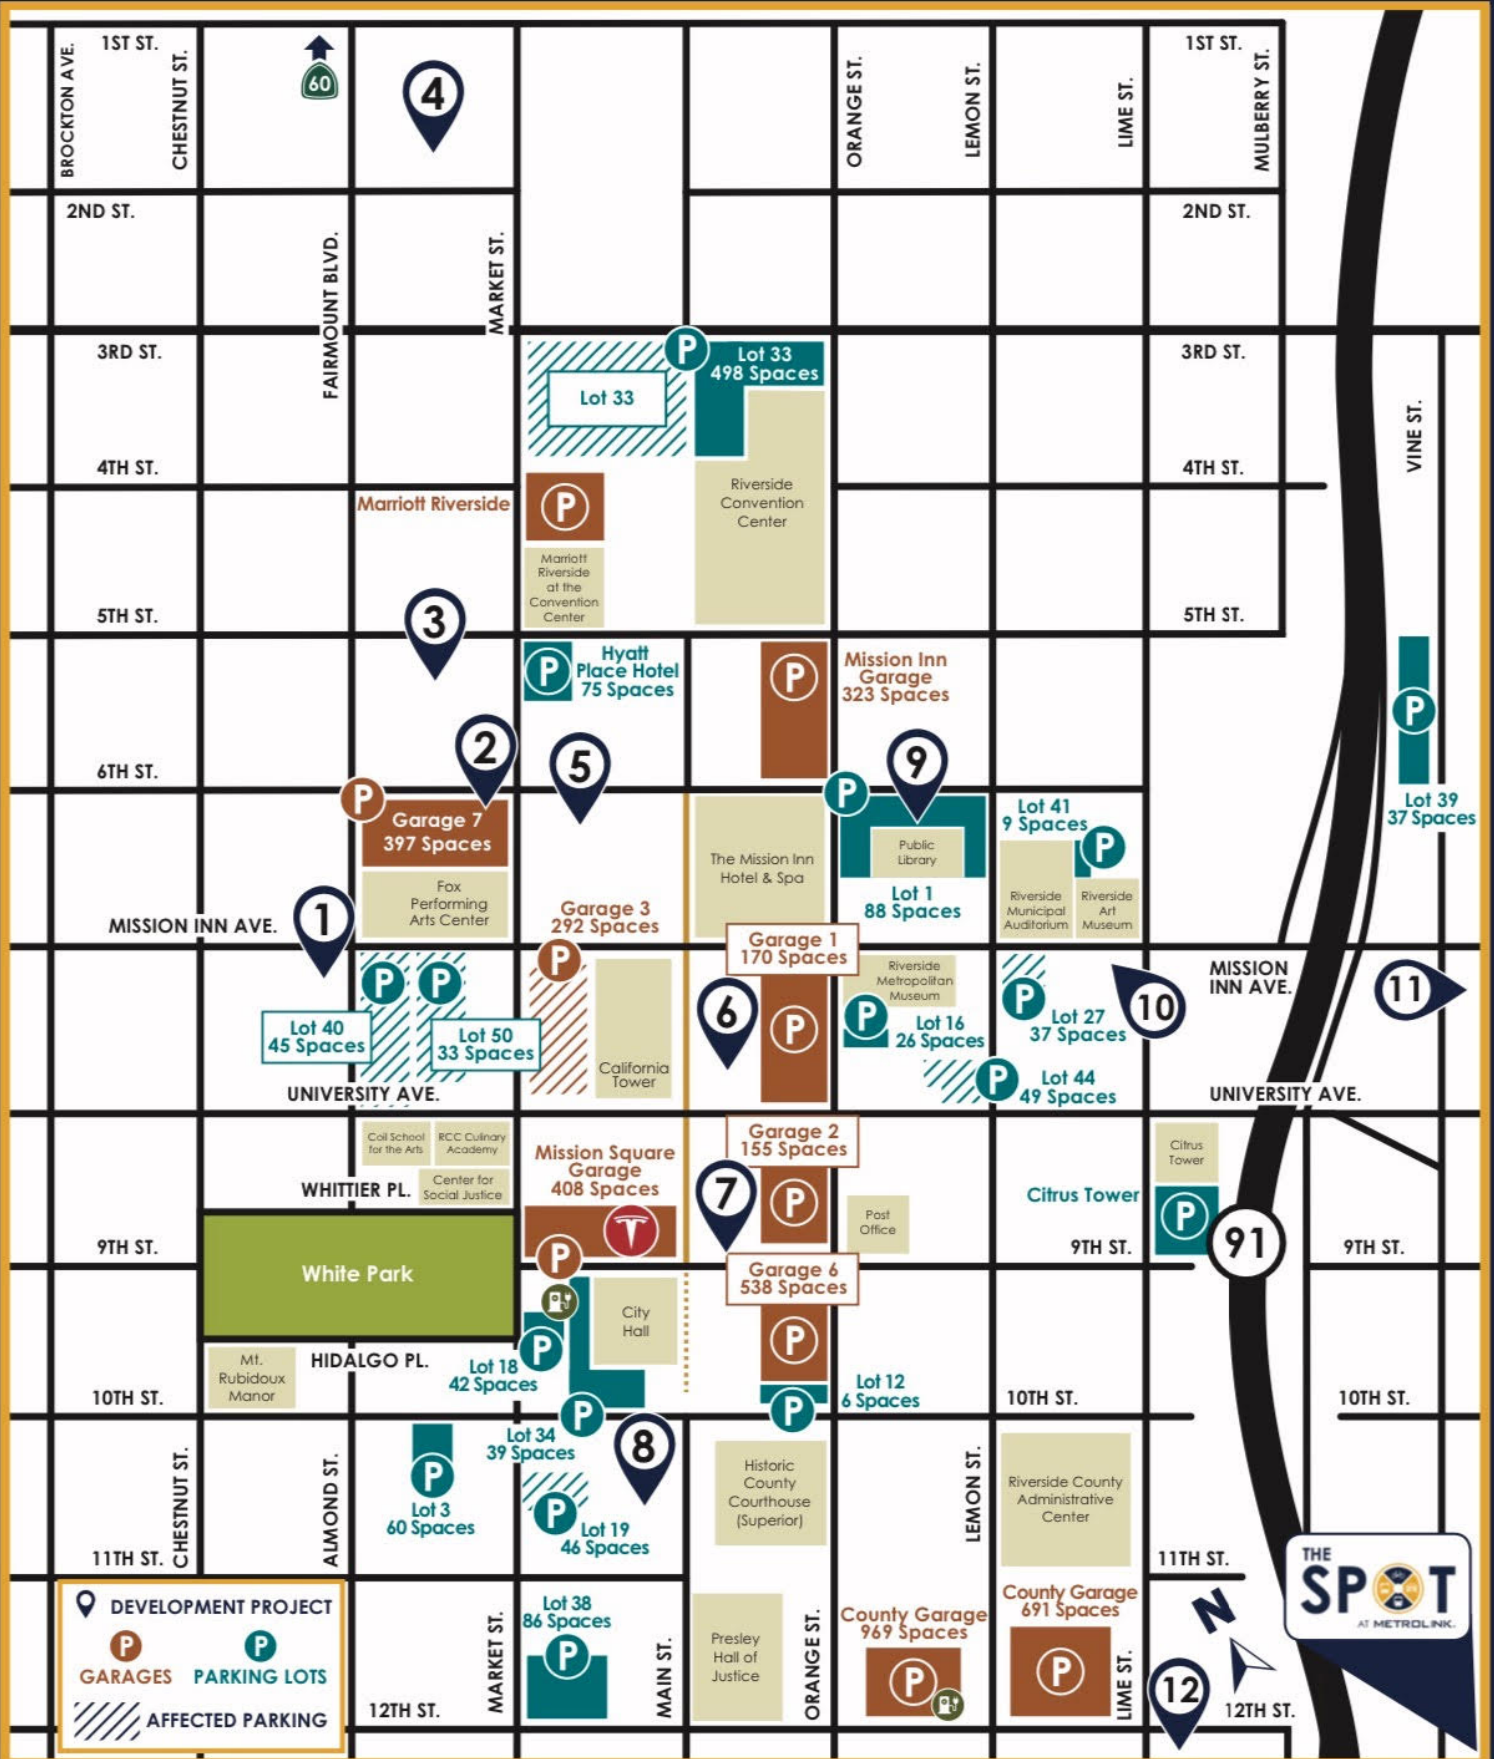 BROCKTON AVE.
1ST ST.
CHESTNUT ST.
60
4
ORANGE ST.
LEMON ST.
LIME ST.
1ST ST.
MULBERRY ST.
2ND ST.
2ND ST.
FAIRMOUNT BLVD.
MARKET ST.
3RD ST.
P
Lot 33
498 Spaces
3RD ST.
Lot 33
VINE ST.
4TH ST.
4TH ST.
Marriott Riverside
P
Riverside
Convention
Center
Marriott
Riverside
at the
Convention
Center
5TH ST.
3
5TH ST.
P
Hyatt
Place Hotel
75 Spaces
P
Mission Inn
Garage
323 Spaces
P
2
5
9
6TH ST.
P
Garage 7
397 Spaces
P
Lot 41
9 Spaces
P
Lot 39
37 Spaces
Public
Library
The Mission Inn
Hotel & Spa
Fox
Performing
Arts Center
Lot 1
88 Spaces
Riverside
Municipal
Auditorium
Riverside
Art
Museum
1
MISSION INN AVE.
Garage 3
292 Spaces
Garage 1
170 Spaces
P
P
P
Riverside
Metropolitan
Museum
MISSION
INN AVE.
11
10
P
Lot 27
37 Spaces
6
P
P
Lot 16
26 Spaces
Lot 40
45 Spaces
Lot 50
33 Spaces
California
Tower
P
Lot 44
49 Spaces
UNIVERSITY AVE.
UNIVERSITY AVE.
Coil School
for the Arts
RCC Culinary
Academy
Center for
Social Justice
Mission Square
Garage
408 Spaces
Garage 2
155 Spaces
Citrus
Tower
WHITTIER PL.
7
P
Citrus Tower
P
Post
Office
T
9TH ST.
P
9TH ST.
91
9TH ST.
White Park
Garage 6
538 Spaces
City
Hall
P
P
HIDALGO PL.
Mt.
Rubidoux
Manor
Lot 18
42 Spaces
Lot 12
6 Spaces
10TH ST.
P
P
10TH ST.
10TH ST.
Lot 34
39 Spaces
8
P
Lot 3
60 Spaces
CHESTNUT ST.
ALMOND ST.
P
Lot 19
46 Spaces
Historic
County
Courthouse
(Superior)
LEMON ST.
Riverside County
Administrative
Center
11TH ST.
11TH ST.
THE
SPOT
AT METROLINK.
DEVELOPMENT PROJECT
P
GARAGES
P
PARKING LOTS
AFFECTED PARKING
MARKET ST.
Lot 38
86 Spaces
P
MAIN ST.
Presley
Hall of
Justice
ORANGE ST.
County Garage
969 Spaces
P
County Garage
691 Spaces
P
LIME ST.
N
12
12TH ST.
12TH ST.